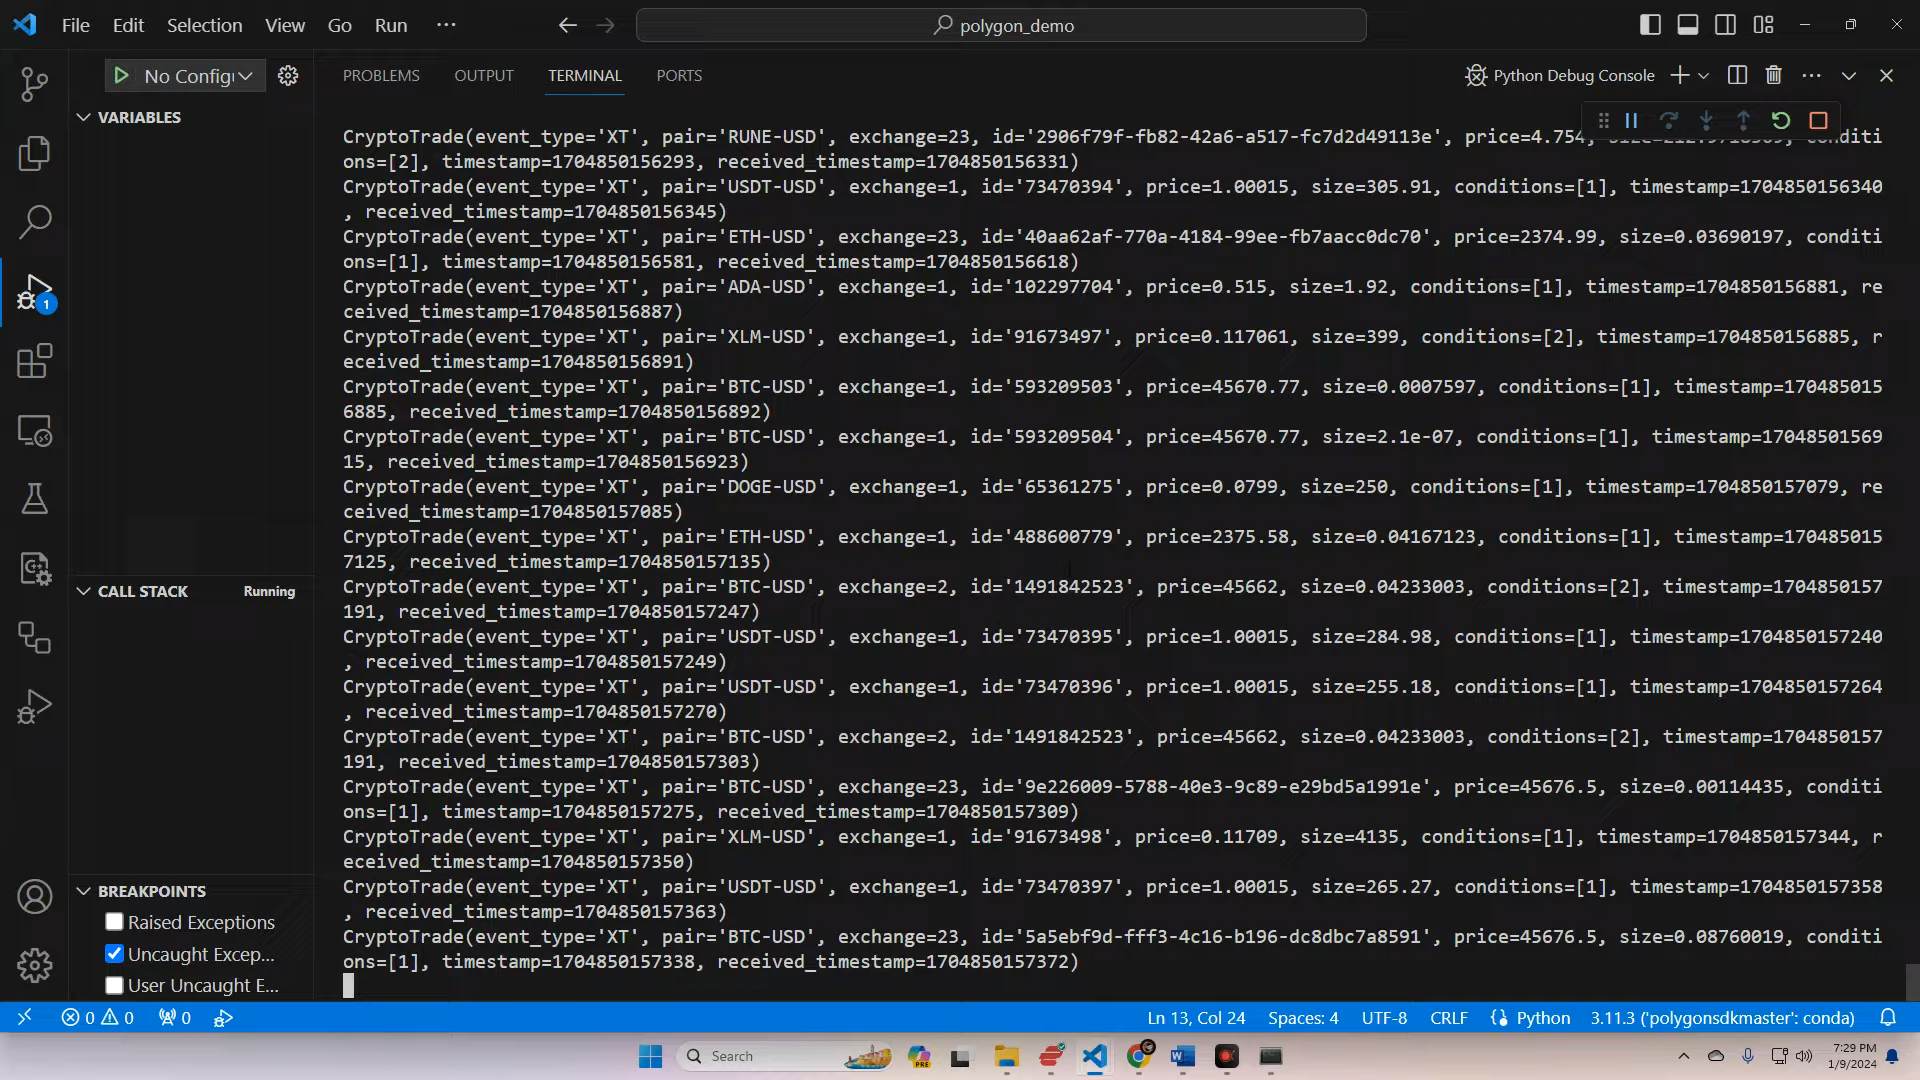 File Edit Selection View Go Run ··· polygon_demo
No Config
PROBLEMS OUTPUT TERMINAL PORTS Python Debug Console
VARIABLES
CryptoTrade(event_type='XT', pair='RUNE-USD', exchange=23, id='2906f79f-fb82-42a6-a517-fc7d2d49113e', price=4.754, conditi
ons=[2], timestamp=1704850156293, received_timestamp=1704850156331)
CryptoTrade(event_type='XT', pair='USDT-USD', exchange=1, id='73470394', price=1.00015, size=305.91, conditions=[1], timestamp=1704850156340
, received_timestamp=1704850156345)
CryptoTrade(event_type='XT', pair='ETH-USD', exchange=23, id='40aa62af-770a-4184-99ee-fb7aacc0dc70', price=2374.99, size=0.03690197, conditi
ons=[1], timestamp=1704850156581, received_timestamp=1704850156618)
CryptoTrade(event_type='XT', pair='ADA-USD', exchange=1, id='102297704', price=0.515, size=1.92, conditions=[1], timestamp=1704850156881, re
ceived_timestamp=1704850156887)
CryptoTrade(event_type='XT', pair='XLM-USD', exchange=1, id='91673497', price=0.117061, size=399, conditions=[2], timestamp=1704850156885, r
eceived_timestamp=1704850156891)
CryptoTrade(event_type='XT', pair='BTC-USD', exchange=1, id='593209503', price=45670.77, size=0.0007597, conditions=[1], timestamp=170485015
6885, received_timestamp=1704850156892)
CryptoTrade(event_type='XT', pair='BTC-USD', exchange=1, id='593209504', price=45670.77, size=2.1e-07, conditions=[1], timestamp=17048501569
15, received_timestamp=1704850156923)
CryptoTrade(event_type='XT', pair='DOGE-USD', exchange=1, id='65361275', price=0.0799, size=250, conditions=[1], timestamp=1704850157079, re
ceived_timestamp=1704850157085)
CryptoTrade(event_type='XT', pair='ETH-USD', exchange=1, id='488600779', price=2375.58, size=0.04167123, conditions=[1], timestamp=170485015
7125, received_timestamp=1704850157135)
CryptoTrade(event_type='XT', pair='BTC-USD', exchange=2, id='1491842523', price=45662, size=0.04233003, conditions=[2], timestamp=1704850157
191, received_timestamp=1704850157247)
CryptoTrade(event_type='XT', pair='USDT-USD', exchange=1, id='73470395', price=1.00015, size=284.98, conditions=[1], timestamp=1704850157240
, received_timestamp=1704850157249)
CryptoTrade(event_type='XT', pair='USDT-USD', exchange=1, id='73470396', price=1.00015, size=255.18, conditions=[1], timestamp=1704850157264
, received_timestamp=1704850157270)
CryptoTrade(event_type='XT', pair='BTC-USD', exchange=2, id='1491842523', price=45662, size=0.04233003, conditions=[2], timestamp=1704850157
191, received_timestamp=1704850157303)
CryptoTrade(event_type='XT', pair='BTC-USD', exchange=23, id='9e226009-5788-40e3-9c89-e29bd5a1991e', price=45676.5, size=0.00114435, conditi
ons=[1], timestamp=1704850157275, received_timestamp=1704850157309)
CryptoTrade(event_type='XT', pair='XLM-USD', exchange=1, id='91673498', price=0.11709, size=4135, conditions=[1], timestamp=1704850157344, r
eceived_timestamp=1704850157350)
CryptoTrade(event_type='XT', pair='USDT-USD', exchange=1, id='73470397', price=1.00015, size=265.27, conditions=[1], timestamp=1704850157358
, received_timestamp=1704850157363)
CryptoTrade(event_type='XT', pair='BTC-USD', exchange=23, id='5a5ebf9d-fff3-4c16-b196-dc8dbc7a8591', price=45676.5, size=0.08760019, conditi
ons=[1], timestamp=1704850157338, received_timestamp=1704850157372)
1
CALL STACK Running
BREAKPOINTS
Raised Exceptions
Uncaught Excep...
User Uncaught E...
0 0 0 Ln 13, Col 24 Spaces: 4 UTF-8 CRLF Python 3.11.3 ('polygonsdkmaster': conda)
Search PRE 7:29 PM
1/9/2024